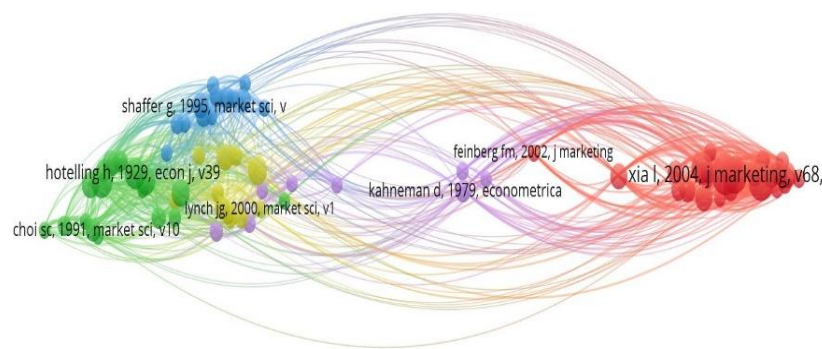 shaffer g, 1995, market sci, v
hotelling h, 1929, econ j, v39
feinberg fm, 2002, j marketing
xia l, 2004, j marketing, v68,
kahneman d, 1979, econometrica
lynch jg, 2000, market sci, v1
choi sc, 1991, market sci, v10